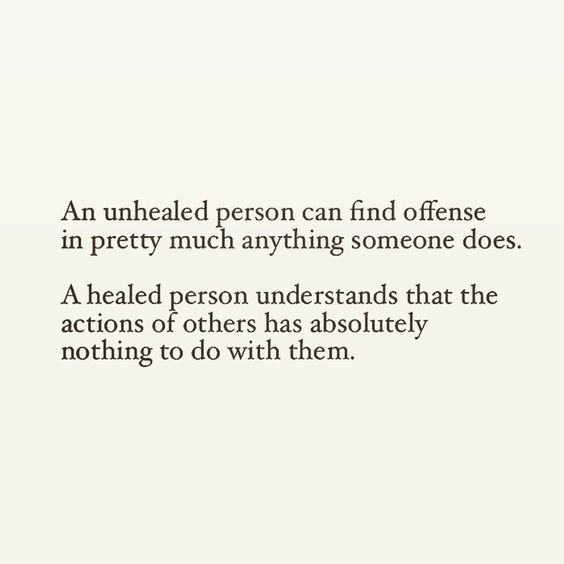 An unhealed person can find offense
in pretty much anything someone does.
A healed person understands that the
actions of others has absolutely
nothing to do with them.